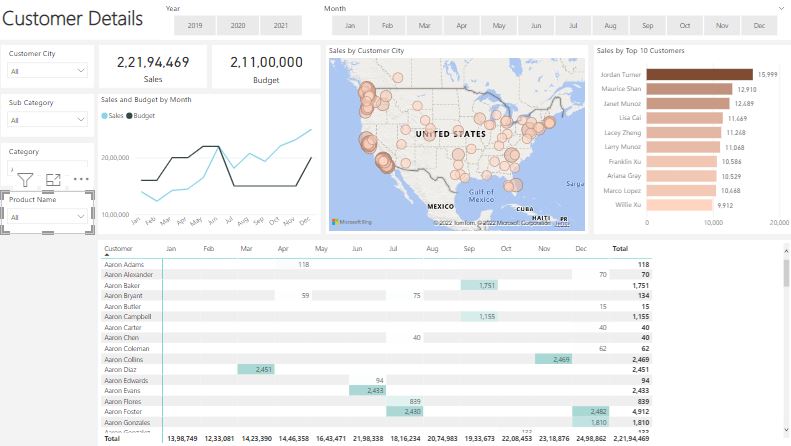 Customer Details
Year
2019 2020 2021
Month
Jan Feb Mar Apr May Jun Jul Aug Sep Oct Nov Dec
Customer City
All
Sub Category
All
Category
Product Name
All
2,21,94,469
Sales
2,11,00,000
Budget
Sales and Budget by Month
Sales Budget
20,00,000
10,00,000
Jan Feb Mar Apr May Jun Jul Aug Sep Oct Nov Dec
Sales by Customer City
UNITED STATES
MEXICO
Gulf of
Mexico
CUBA
HAITI
PR
Sarga
Microsoft Bing
© 2022 TomTom, © 2022 Microsoft Corporation Terms
Sales by Top 10 Customers
Jordan Turner 15,999
Maurice Shan 12,910
Janet Munoz 12,489
Lisa Cai 11,469
Lacey Zheng 11,248
Larry Munoz 11,068
Franklin Xu 10,586
Ariana Gray 10,529
Marco Lopez 10,468
Willie Xu 9,912
0 10,000 20,000
Customer Jan Feb Mar Apr May Jun Jul Aug Sep Oct Nov Dec Total
Aaron Adams 118 118
Aaron Alexander 70 70
Aaron Baker 1,751 1,751
Aaron Bryant 59 75 134
Aaron Butler 15 15
Aaron Campbell 1,155 1,155
Aaron Carter 40 40
Aaron Chen 40 40
Aaron Coleman 62 62
Aaron Collins 2,469 2,469
Aaron Diaz 2,451 2,451
Aaron Edwards 94 94
Aaron Evans 2,433 2,433
Aaron Flores 839 839
Aaron Foster 2,430 2,482 4,912
Aaron Gonzales 1,810 1,810
Total 13,98,749 12,33,081 14,23,390 14,46,358 16,43,471 21,98,338 18,16,234 20,74,983 19,33,673 22,08,453 23,18,876 24,98,862 2,21,94,469